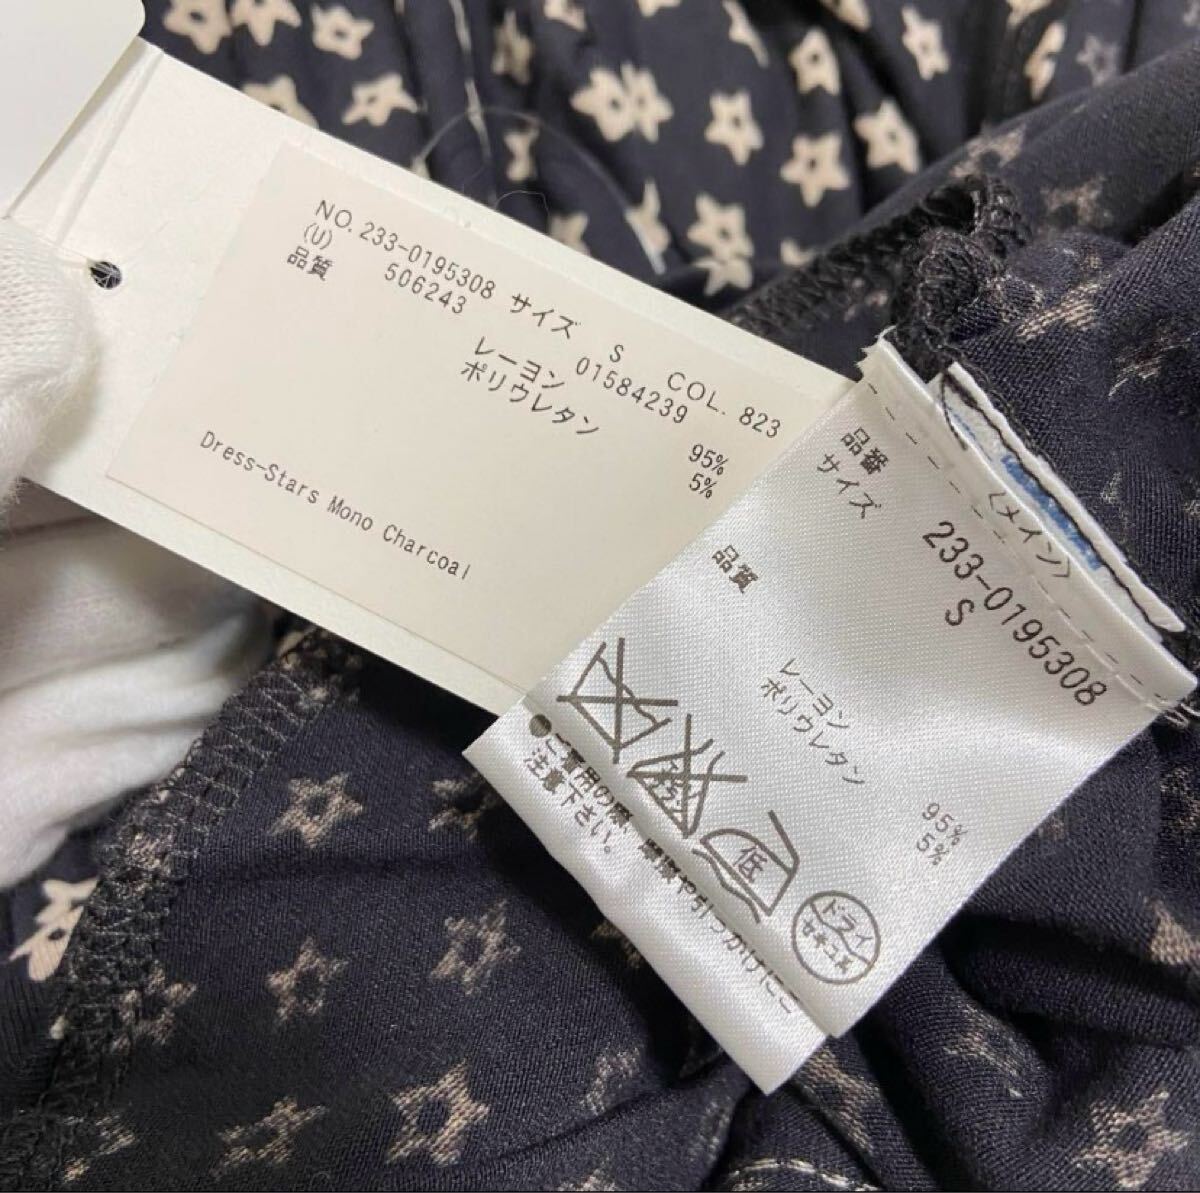 NO. 233-0195308 サイズ S COL. 823
(U) 506243 01584239
品質 レーヨン 95%
ポリウレタン 5%
Dress-Stars Mono Charcoal
<メイン>
品番 233-0195308
サイズ S
品質
レーヨン 95%
ポリウレタン 5%
低
ドライ
セキユ系
●ご着用の際、摩擦や引っかけにご
注意下さい。